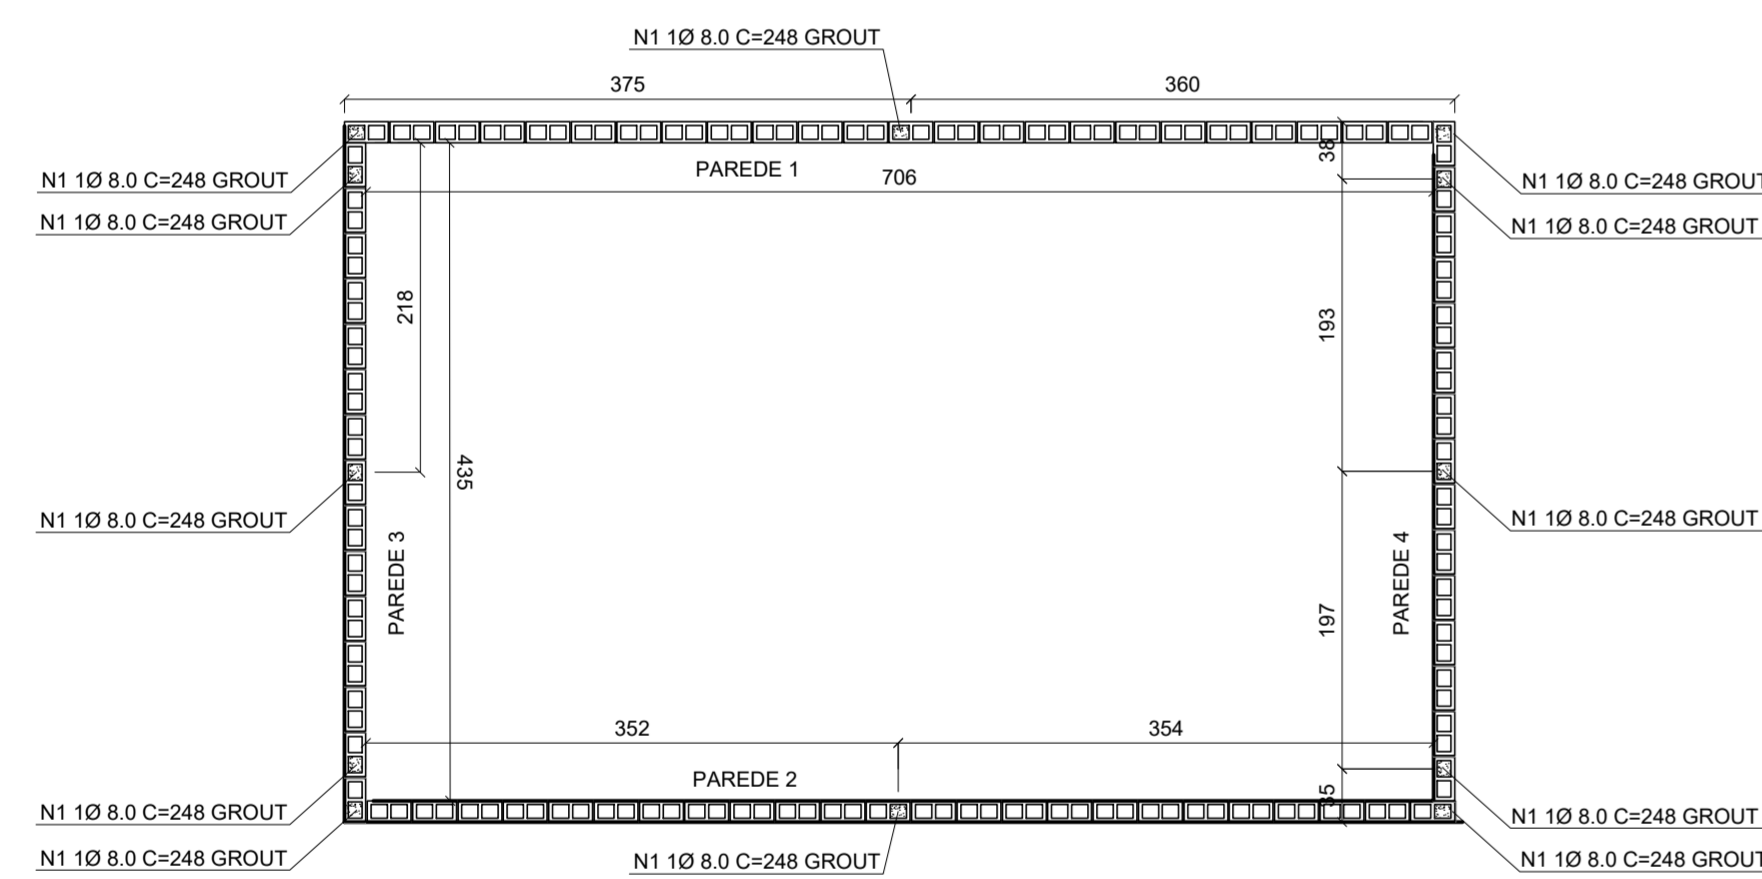 N1 1Ø 8.0 C=248 GROUT
375
360
38
PAREDE 1
706
N1 1Ø 8.0 C=248 GROUT
N1 1Ø 8.0 C=248 GROUT
N1 1Ø 8.0 C=248 GROUT
N1 1Ø 8.0 C=248 GROUT
218
193
435
N1 1Ø 8.0 C=248 GROUT
N1 1Ø 8.0 C=248 GROUT
PAREDE 3
PAREDE 4
197
352
354
PAREDE 2
35
N1 1Ø 8.0 C=248 GROUT
N1 1Ø 8.0 C=248 GROUT
N1 1Ø 8.0 C=248 GROUT
N1 1Ø 8.0 C=248 GROUT
N1 1Ø 8.0 C=248 GROUT